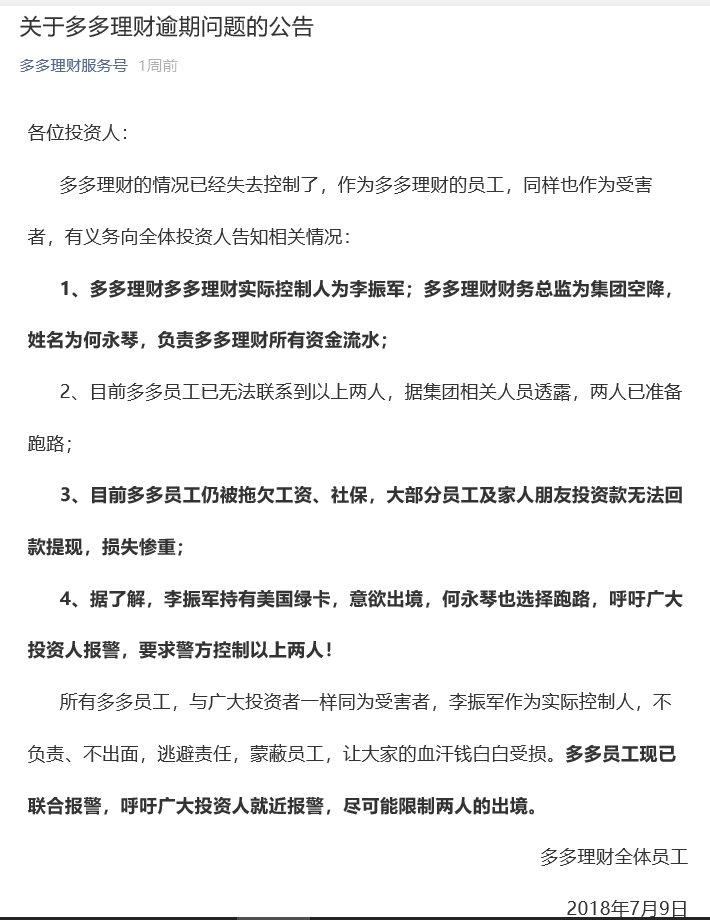 关于多多理财逾期问题的公告
多多理财服务号 1周前
各位投资人：
多多理财的情况已经失去控制了，作为多多理财的员工，同样也作为受害
者，有义务向全体投资人告知相关情况：
1、多多理财多多理财实际控制人为李振军；多多理财财务总监为集团空降，
姓名为何永琴，负责多多理财所有资金流水；
2、目前多多员工已无法联系到以上两人，据集团相关人员透露，两人已准备
跑路；
3、目前多多员工仍被拖欠工资、社保，大部分员工及家人朋友投资款无法回
款提现，损失惨重；
4、据了解，李振军持有美国绿卡，意欲出境，何永琴也选择跑路，呼吁广大
投资人报警，要求警方控制以上两人！
所有多多员工，与广大投资者一样同为受害者，李振军作为实际控制人，不
负责、不出面，逃避责任，蒙蔽员工，让大家的血汗钱白白受损。多多员工现已
联合报警，呼吁广大投资人就近报警，尽可能限制两人的出境。
多多理财全体员工
2018年7月9日